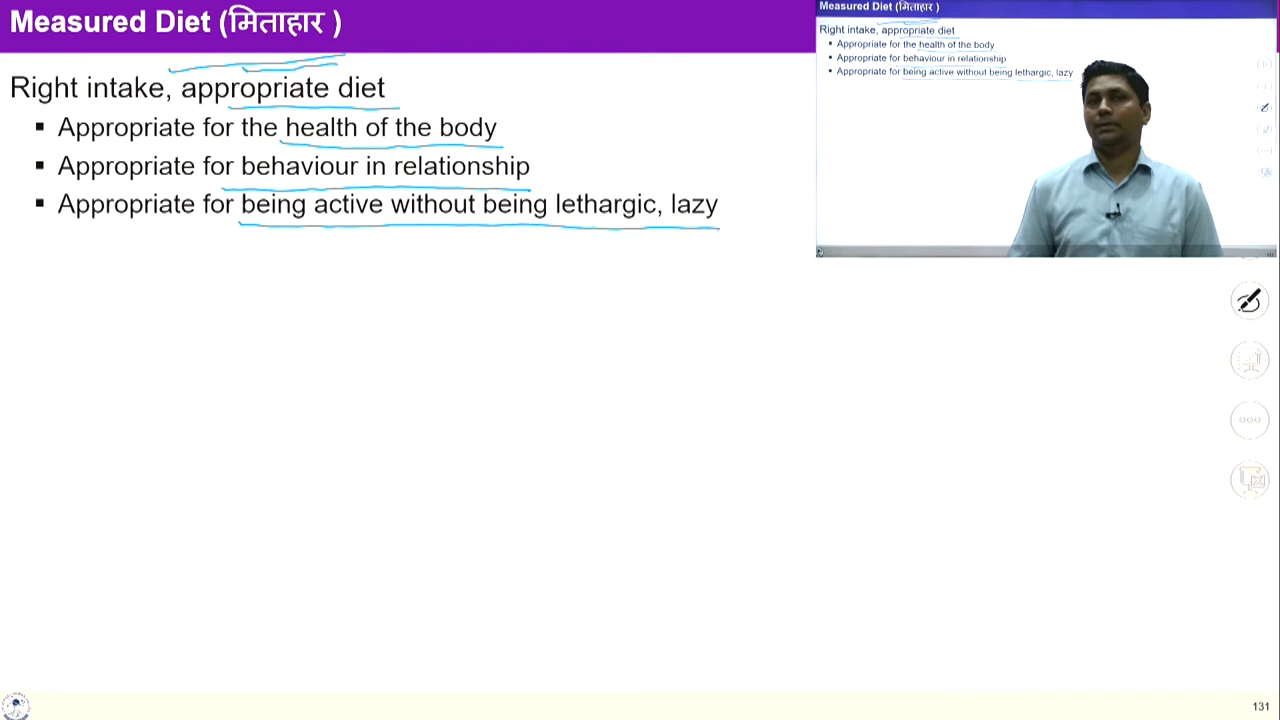 Measured Diet (मिताहार )
Right intake, appropriate diet
▪ Appropriate for the health of the body
▪ Appropriate for behaviour in relationship
▪ Appropriate for being active without being lethargic, lazy
Measured Diet (मिताहार )
Right intake, appropriate diet
▪ Appropriate for the health of the body
▪ Appropriate for behaviour in relationship
▪ Appropriate for being active without being lethargic, lazy
131